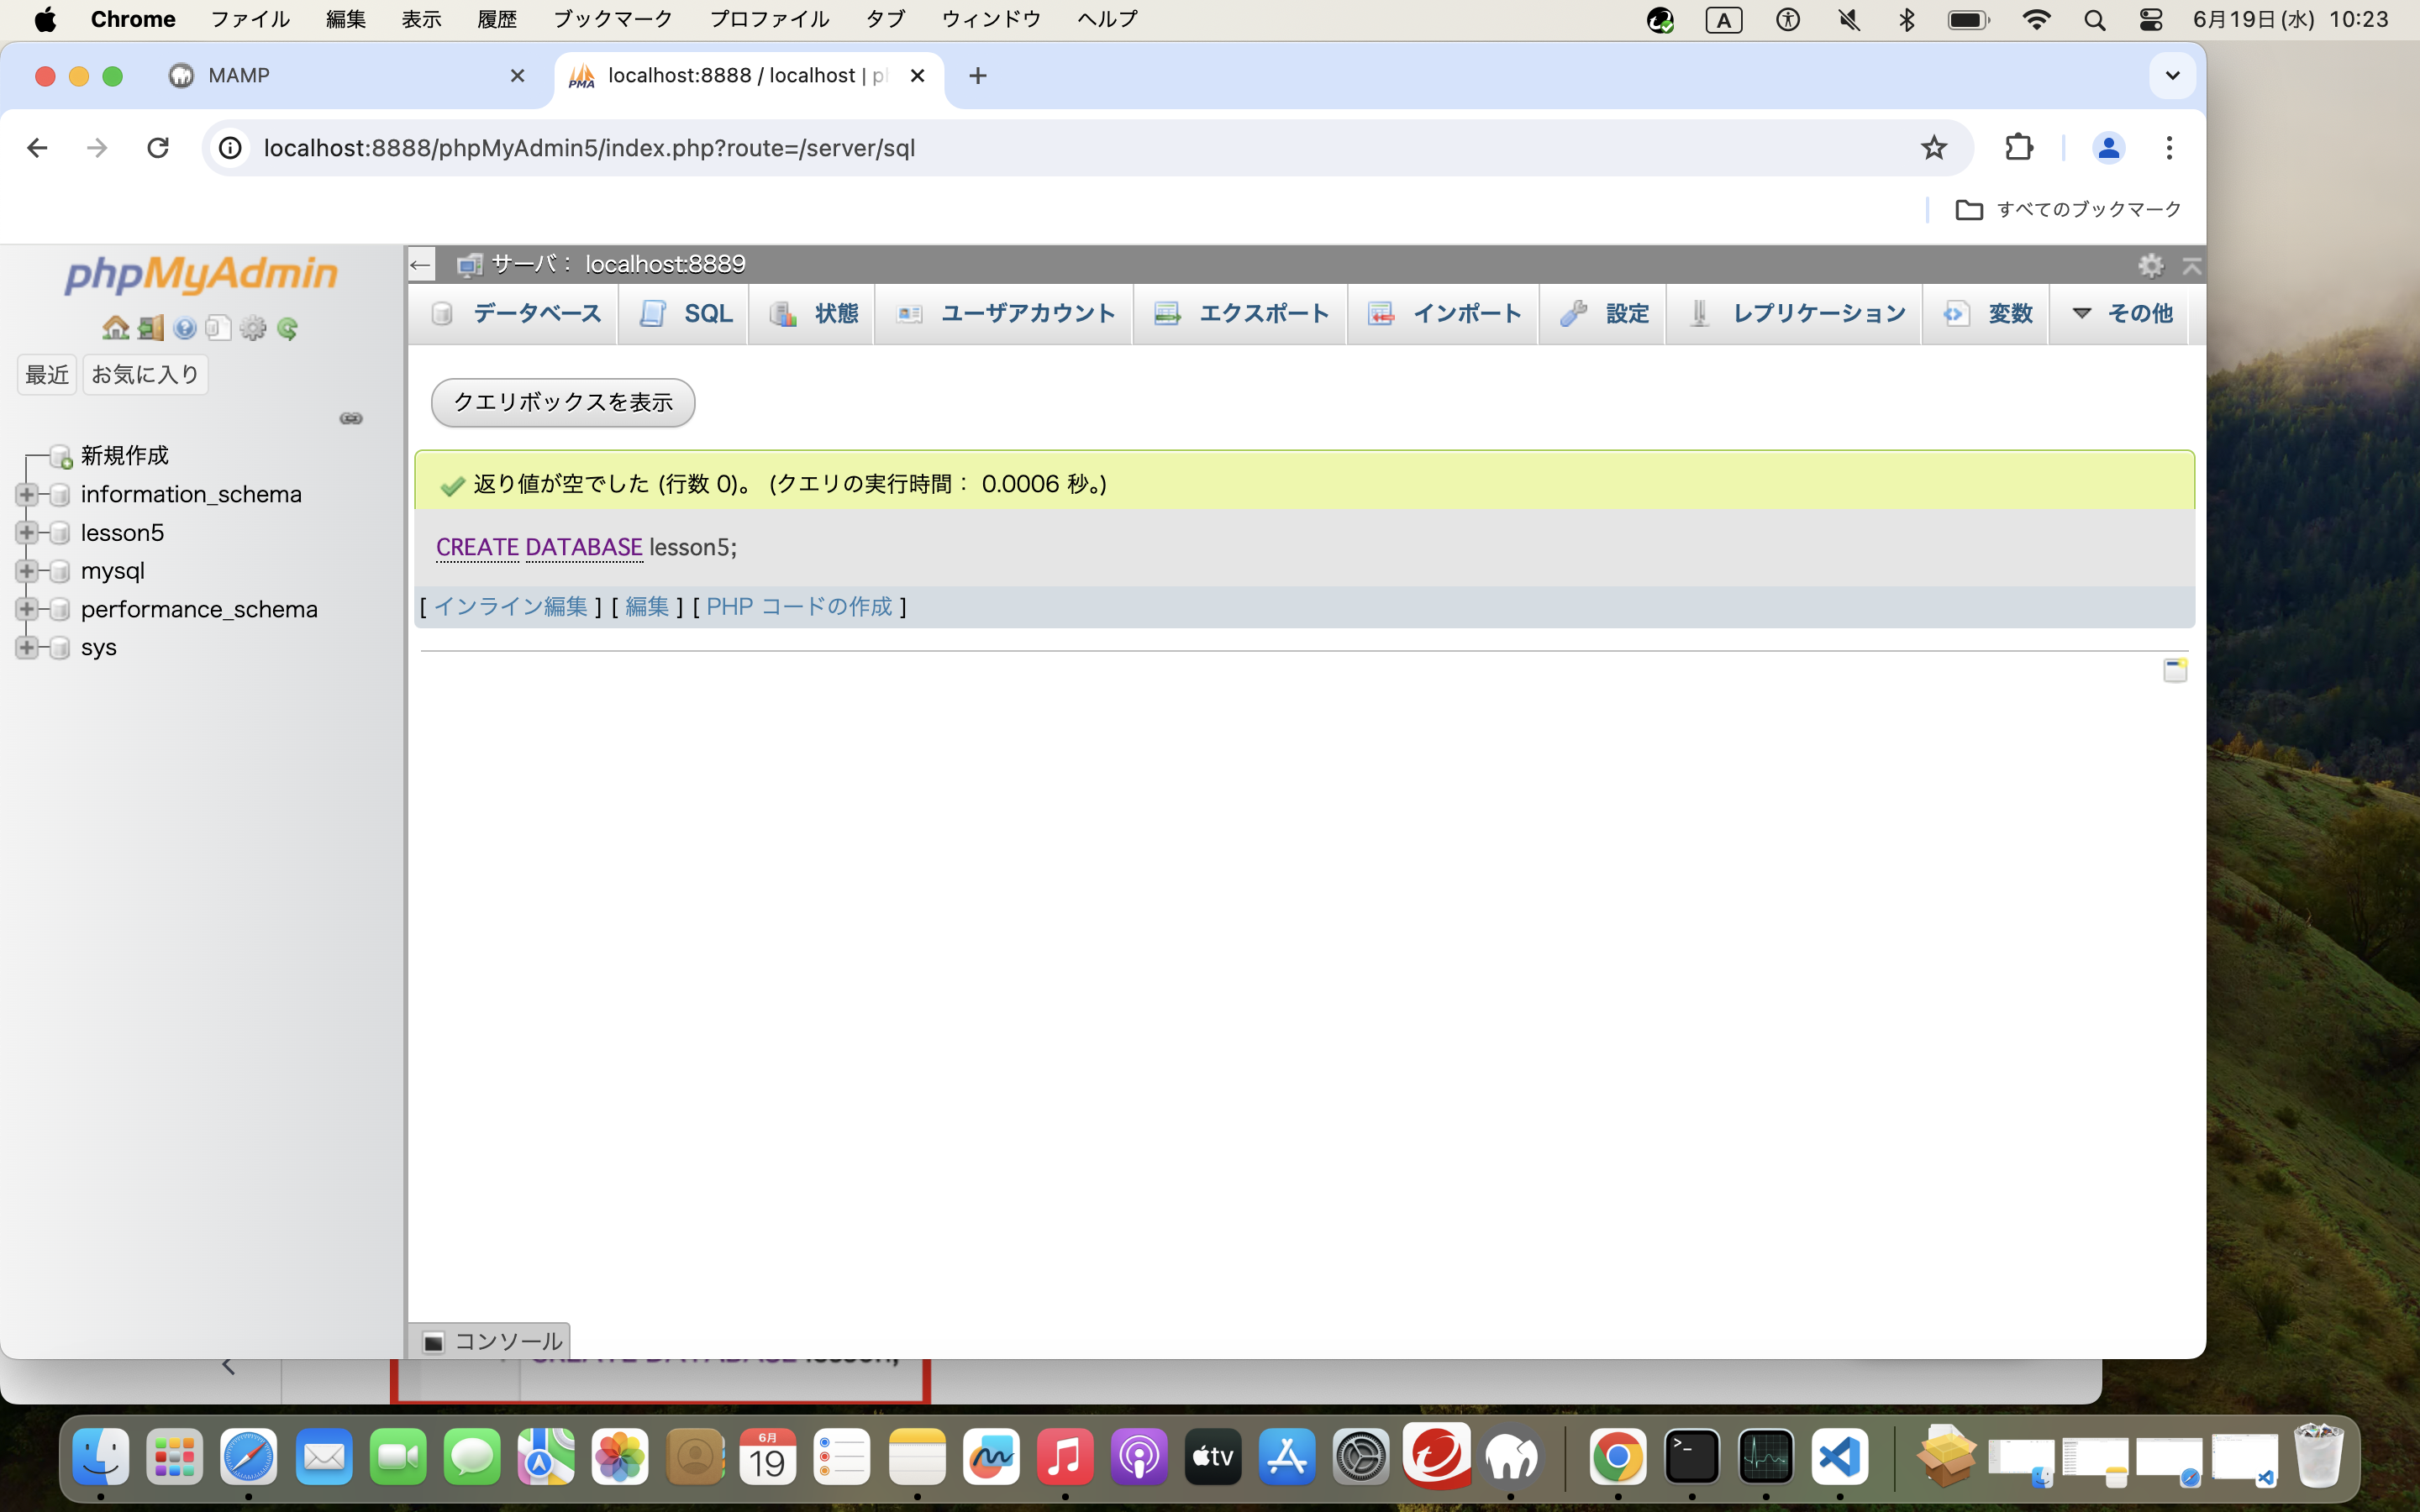 Chrome ファイル 編集 表示 履歴 ブックマーク プロファイル タブ ウィンドウ ヘルプ A 6月19日(水) 10:23
MAMP
PMA localhost:8888 / localhost | p
localhost:8888/phpMyAdmin5/index.php?route=/server/sql
すべてのブックマーク
phpMyAdmin
最近 お気に入り
新規作成
information_schema
lesson5
mysql
performance_schema
sys
サーバ： localhost:8889
データベース SQL 状態 ユーザアカウント エクスポート インポート 設定 レプリケーション 変数 その他
クエリボックスを表示
返り値が空でした (行数 0)。 (クエリの実行時間： 0.0006 秒。)
CREATE DATABASE lesson5;
[ インライン編集 ] [ 編集 ] [ PHP コードの作成 ]
コンソール
6月
19
tv